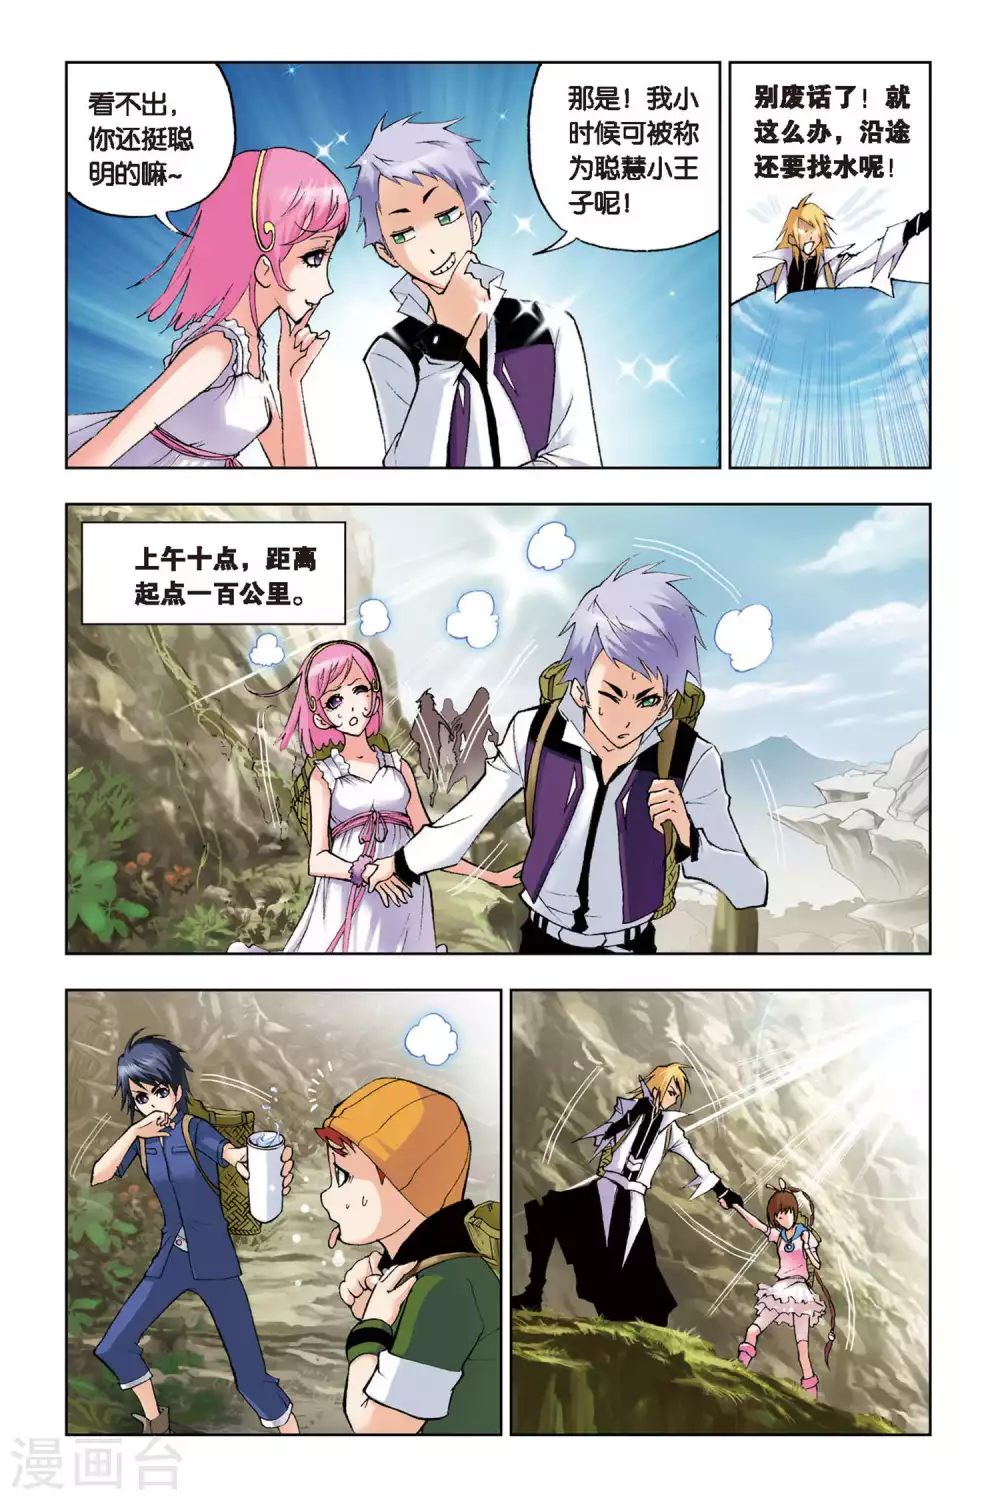 看不出，
你还挺聪
明的嘛~
那是！我小
时候可被称
为聪慧小王
子呢！
别废话了！就
这么办，沿途
还要找水呢！
上午十点，距离
起点一百公里。
漫画台